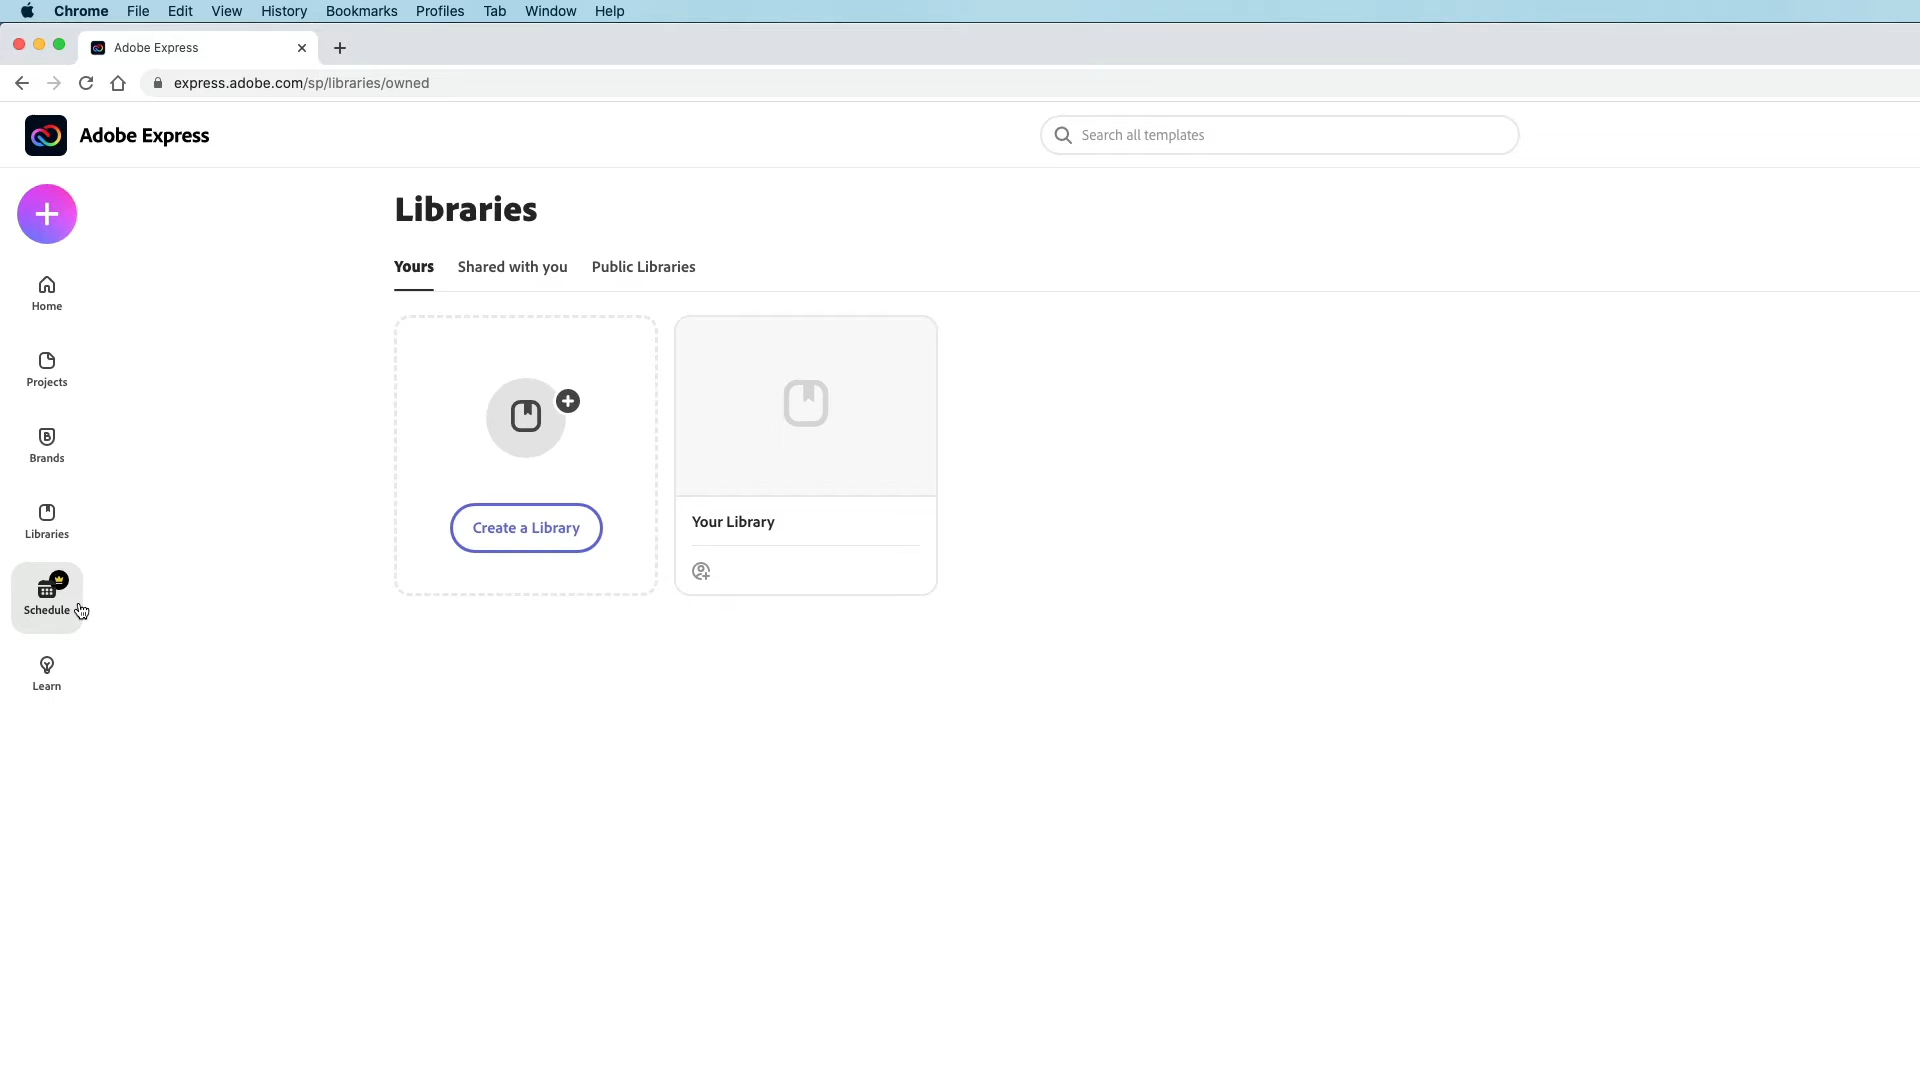 Chrome File Edit View History Bookmarks Profiles Tab Window Help
Adobe Express
express.adobe.com/sp/libraries/owned
Adobe Express
Search all templates
Libraries
Yours Shared with you Public Libraries
Home
Projects
Brands
Libraries
Schedule
Learn
Create a Library
Your Library